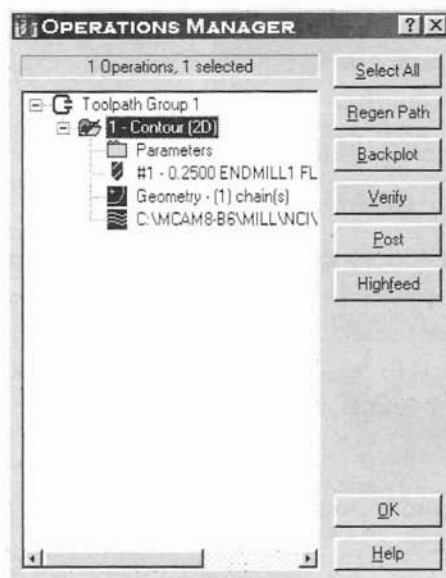 OPERATIONS MANAGER
1 Operations, 1 selected
Select All
Toolpath Group 1
Regen Path
1 - Contour (2D)
Parameters
Backplot
#1 - 0.2500 ENDMILL1 FL
Geometry - (1) chain(s)
Verify
C:\MCAM8-B6\MILL\NCI\
Post
Highfeed
OK
Help